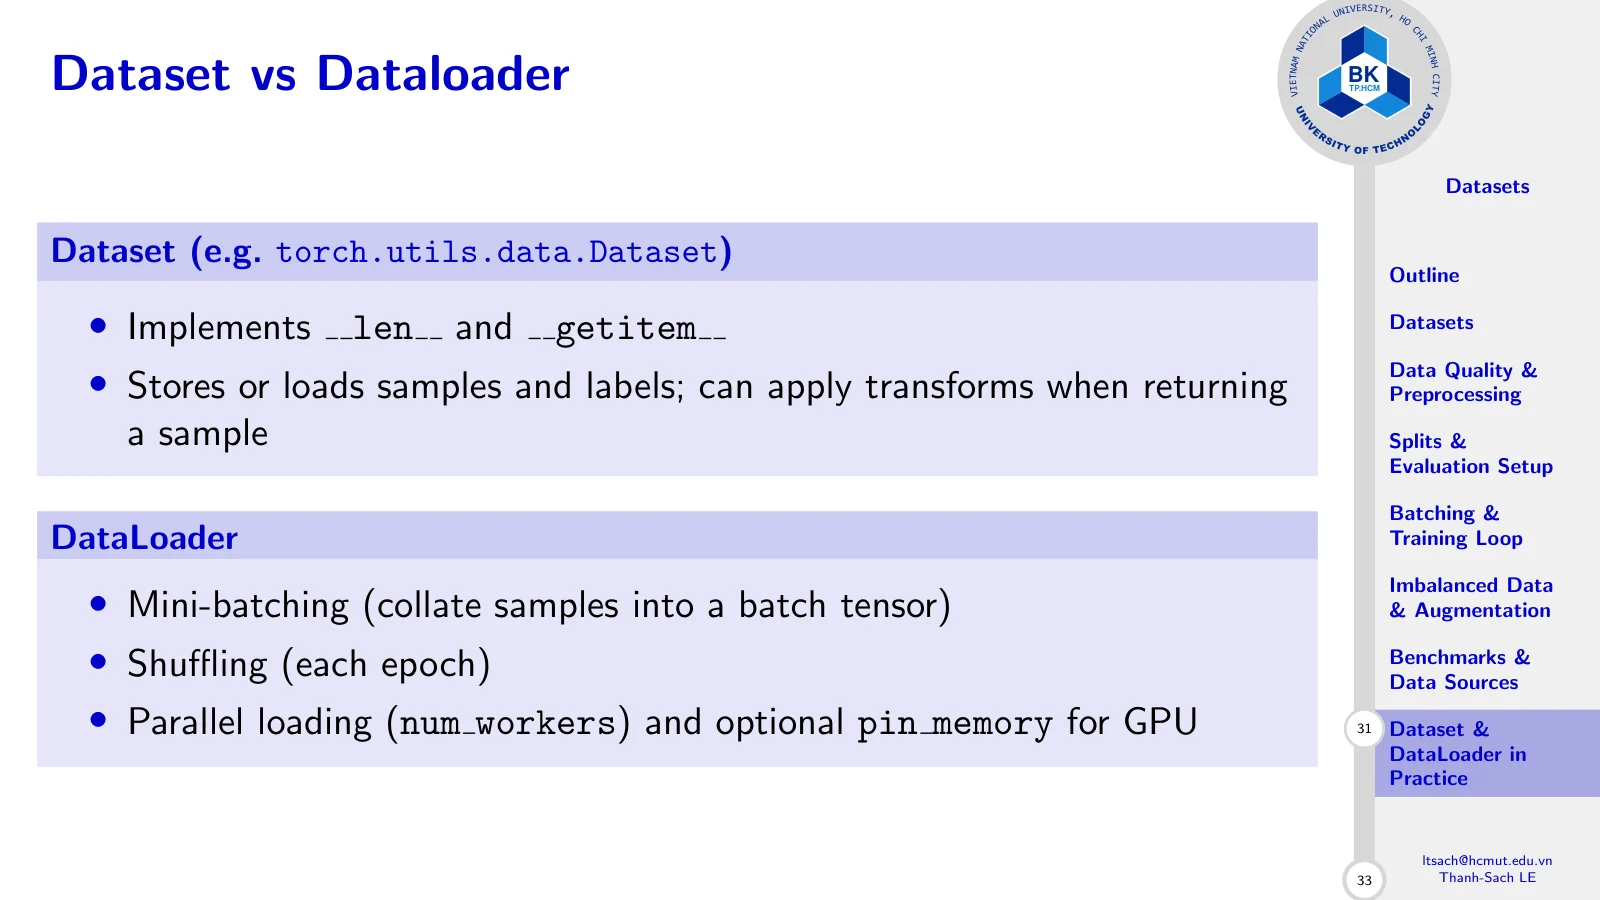 Dataset vs Dataloader
VIETNAM NATIONAL UNIVERSITY, HO CHI MINH CITY
BK
TP.HCM
UNIVERSITY OF TECHNOLOGY
Dataset (e.g. torch.utils.data.Dataset)
• Implements __len__ and __getitem__
• Stores or loads samples and labels; can apply transforms when returning
a sample
DataLoader
• Mini-batching (collate samples into a batch tensor)
• Shuffling (each epoch)
• Parallel loading (num_workers) and optional pin_memory for GPU
Datasets
Outline
Datasets
Data Quality &
Preprocessing
Splits &
Evaluation Setup
Batching &
Training Loop
Imbalanced Data
& Augmentation
Benchmarks &
Data Sources
31
Dataset &
DataLoader in
Practice
ltsach@hcmut.edu.vn
Thanh-Sach LE
33